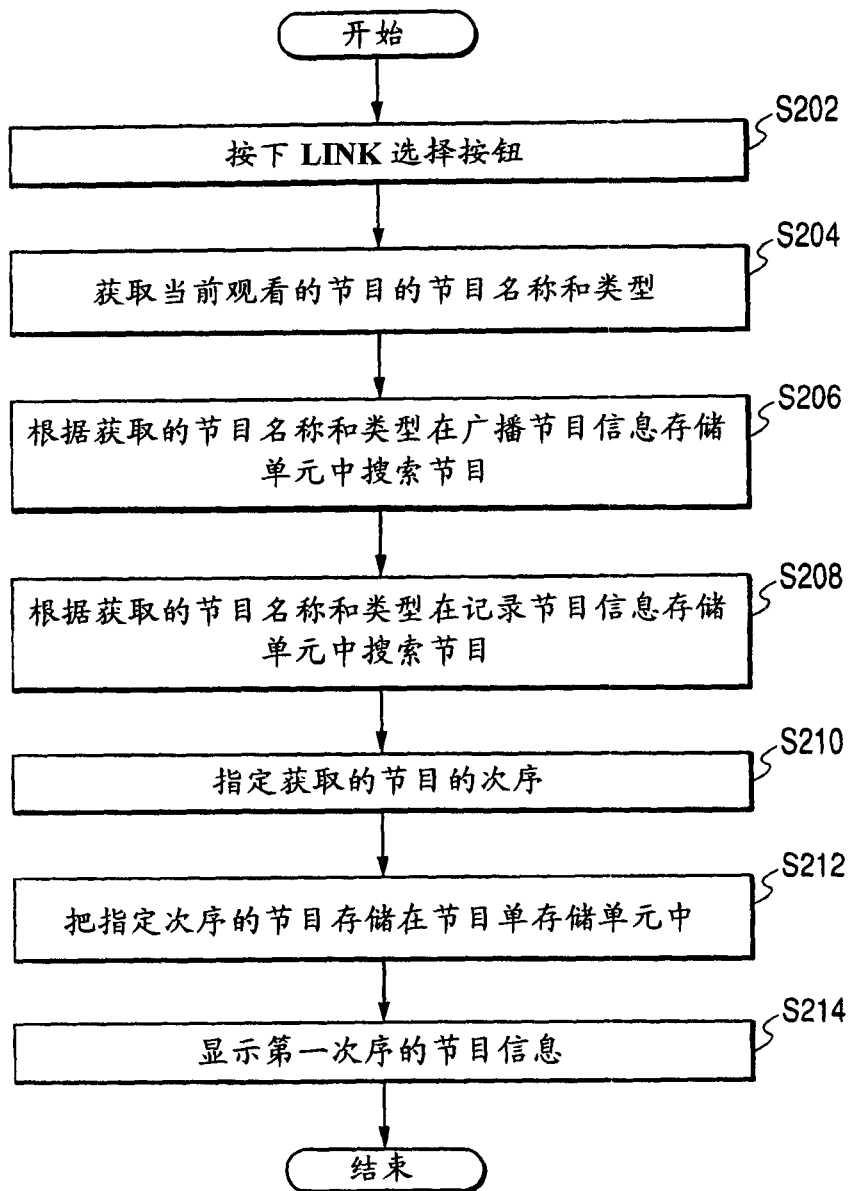 开始
S202
按下 LINK 选择按钮
S204
获取当前观看的节目的节目名称和类型
S206
根据获取的节目名称和类型在广播节目信息存储
单元中搜索节目
S208
根据获取的节目名称和类型在记录节目信息存储
单元中搜索节目
S210
指定获取的节目的次序
S212
把指定次序的节目存储在节目单存储单元中
S214
显示第一次序的节目信息
结束